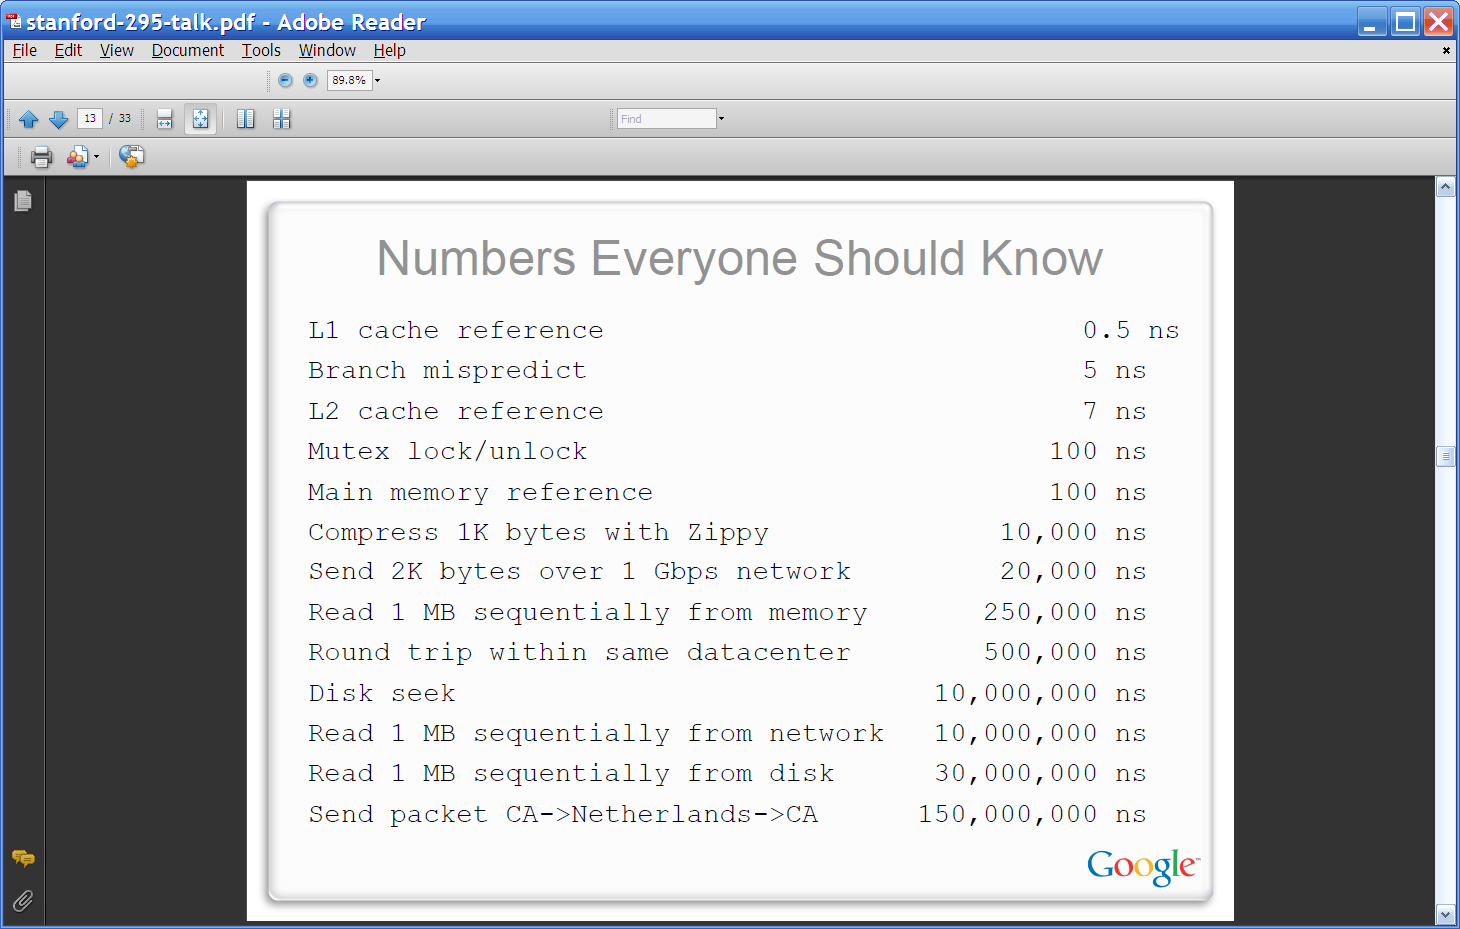 stanford-295-talk.pdf - Adobe Reader
File Edit View Document Tools Window Help
89.8%
13 / 33
Find
Numbers Everyone Should Know
L1 cache reference 0.5 ns
Branch mispredict 5 ns
L2 cache reference 7 ns
Mutex lock/unlock 100 ns
Main memory reference 100 ns
Compress 1K bytes with Zippy 10,000 ns
Send 2K bytes over 1 Gbps network 20,000 ns
Read 1 MB sequentially from memory 250,000 ns
Round trip within same datacenter 500,000 ns
Disk seek 10,000,000 ns
Read 1 MB sequentially from network 10,000,000 ns
Read 1 MB sequentially from disk 30,000,000 ns
Send packet CA->Netherlands->CA 150,000,000 ns
Google